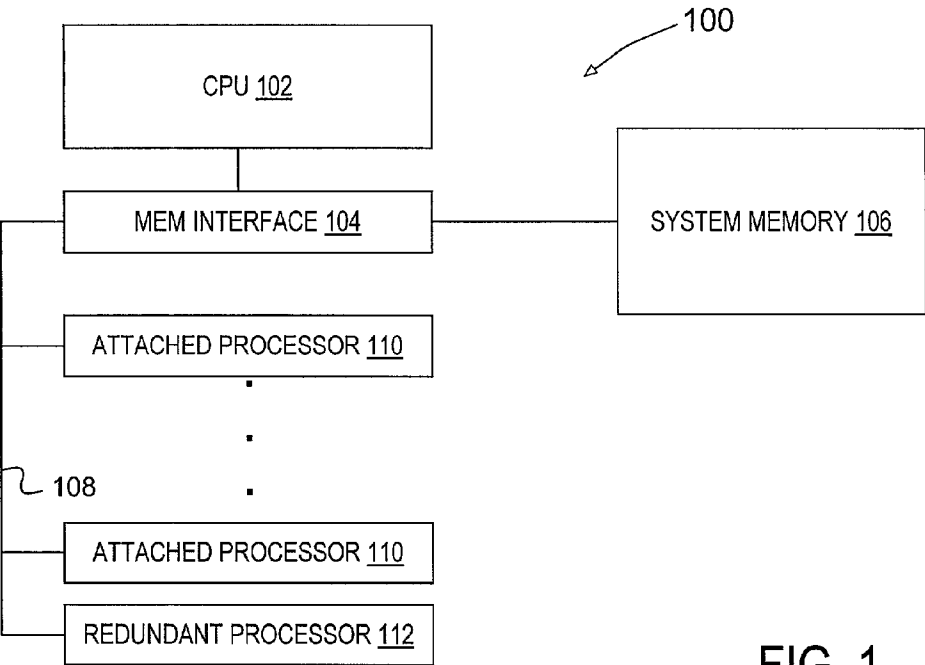 100
CPU 102
MEM INTERFACE 104
SYSTEM MEMORY 106
ATTACHED PROCESSOR 110
108
ATTACHED PROCESSOR 110
REDUNDANT PROCESSOR 112
FIG. 1